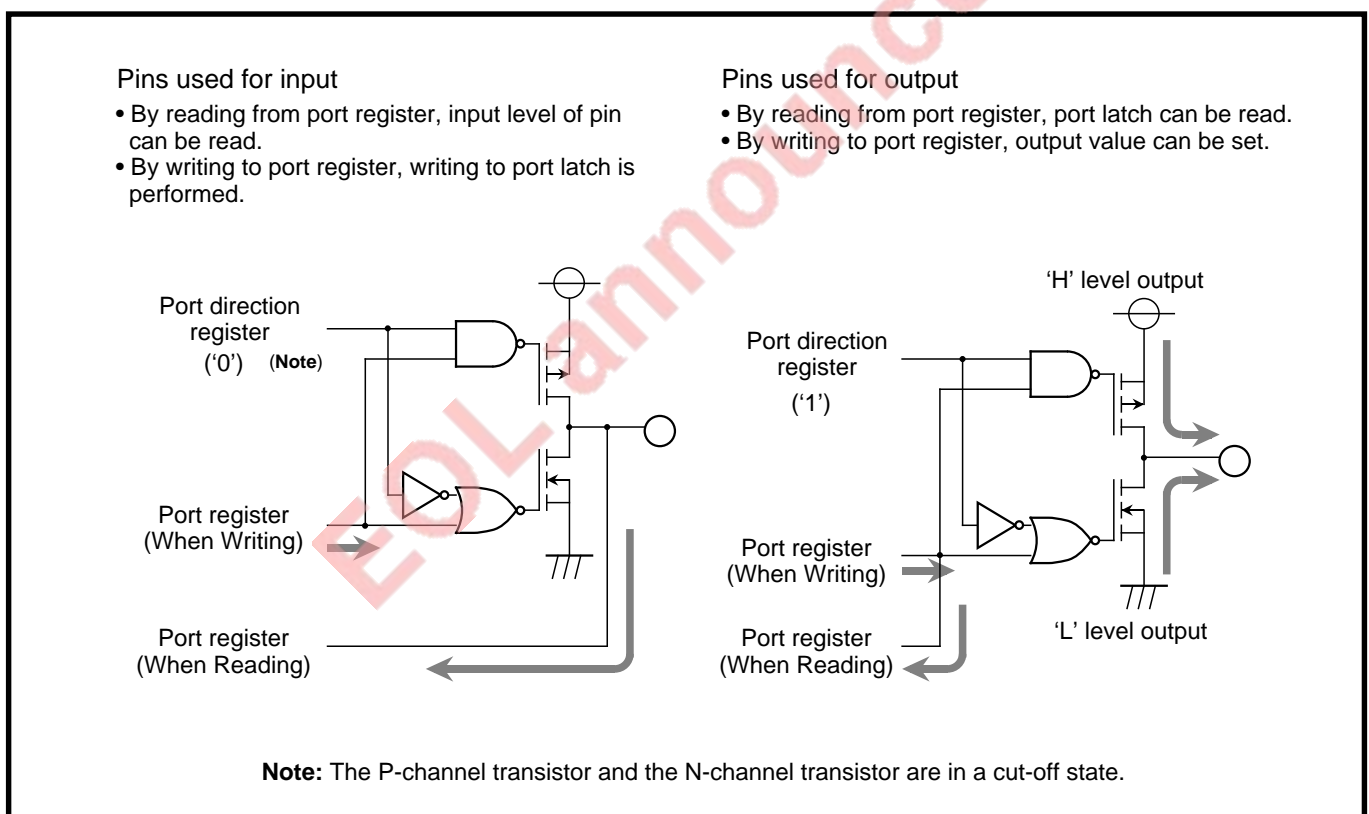 Pins used for input
• By reading from port register, input level of pin
can be read.
• By writing to port register, writing to port latch is
performed.
Pins used for output
• By reading from port register, port latch can be read.
• By writing to port register, output value can be set.
Port direction
register
(‘0’) (Note)
Port register
(When Writing)
Port register
(When Reading)
‘H’ level output
Port direction
register
(‘1’)
Port register
(When Writing)
Port register
(When Reading)
‘L’ level output
Note: The P-channel transistor and the N-channel transistor are in a cut-off state.
EOL announce